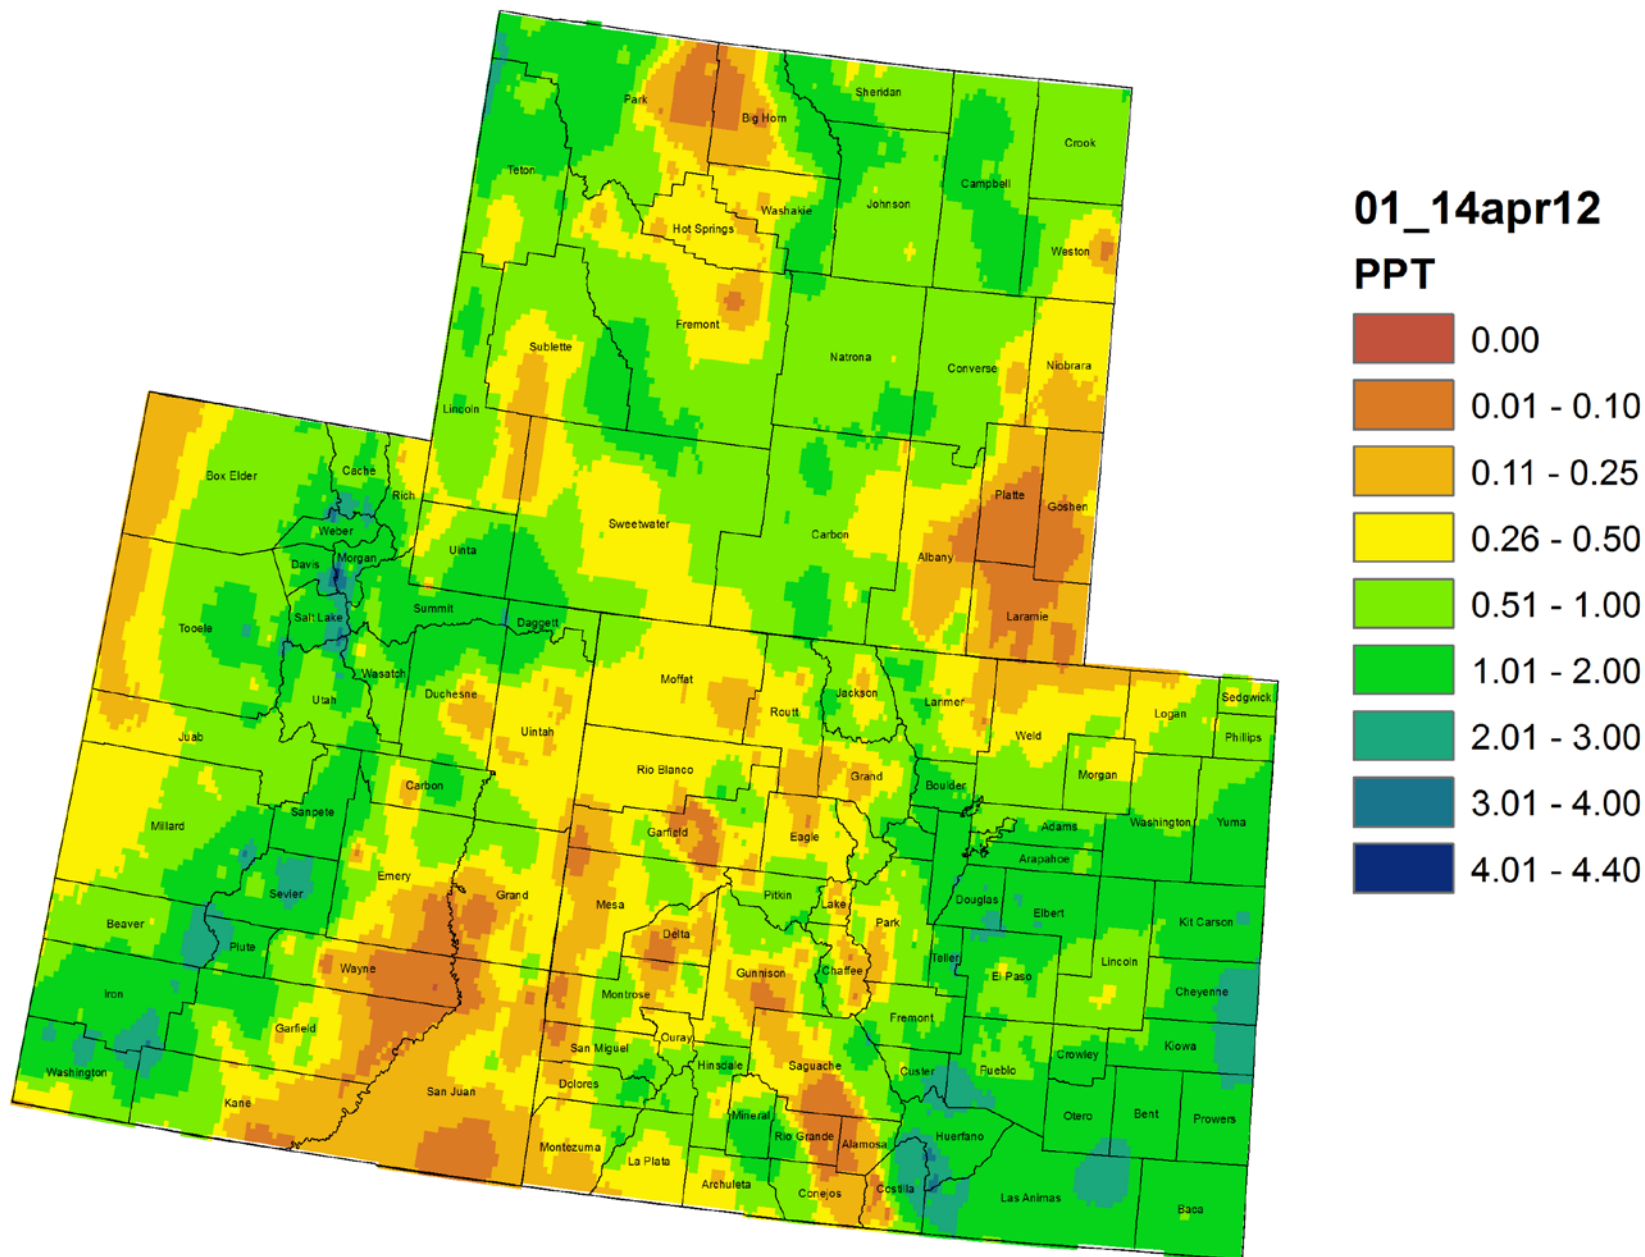 01_14apr12
PPT
0.00
0.01 - 0.10
0.11 - 0.25
0.26 - 0.50
0.51 - 1.00
1.01 - 2.00
2.01 - 3.00
3.01 - 4.00
4.01 - 4.40
Park
Big Horn
Sheridan
Crook
Teton
Campbell
Johnson
Washakie
Hot Springs
Weston
Fremont
Sublette
Natrona
Converse
Niobrara
Lincoln
Platte
Goshen
Sweetwater
Carbon
Albany
Uinta
Laramie
Box Elder
Cache
Rich
Weber
Morgan
Davis
Summit
Salt Lake
Daggett
Tooele
Wasatch
Duchesne
Utah
Uintah
Juab
Carbon
Sanpete
Millard
Emery
Grand
Sevier
Beaver
Piute
Wayne
Iron
Garfield
Washington
Kane
San Juan
Moffat
Jackson
Larimer
Sedgwick
Routt
Logan
Weld
Phillips
Rio Blanco
Grand
Morgan
Boulder
Garfield
Eagle
Adams
Washington
Yuma
Arapahoe
Mesa
Pitkin
Lake
Park
Douglas
Elbert
Kit Carson
Delta
Gunnison
Chaffee
Teller
El Paso
Lincoln
Cheyenne
Montrose
Fremont
Ouray
San Miguel
Hinsdale
Saguache
Custer
Pueblo
Crowley
Kiowa
Dolores
Mineral
Rio Grande
Alamosa
Huerfano
Otero
Bent
Prowers
Montezuma
La Plata
Archuleta
Conejos
Costilla
Las Animas
Baca